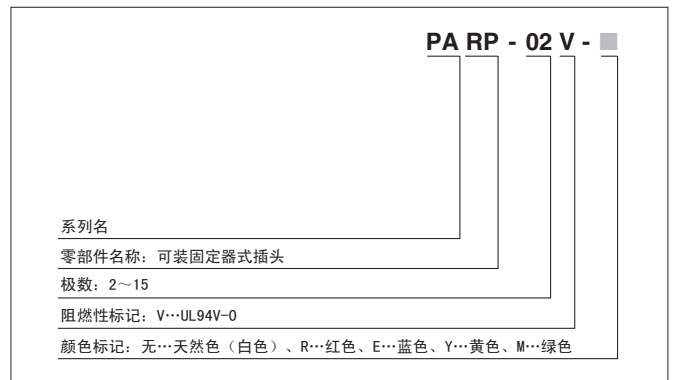 PA RP - 02 V - ■
系列名
零部件名称：可装固定器式插头
极数：2～15
阻燃性标记：V…UL94V-0
颜色标记：无…天然色（白色）、R…红色、E…蓝色、Y…黄色、M…绿色